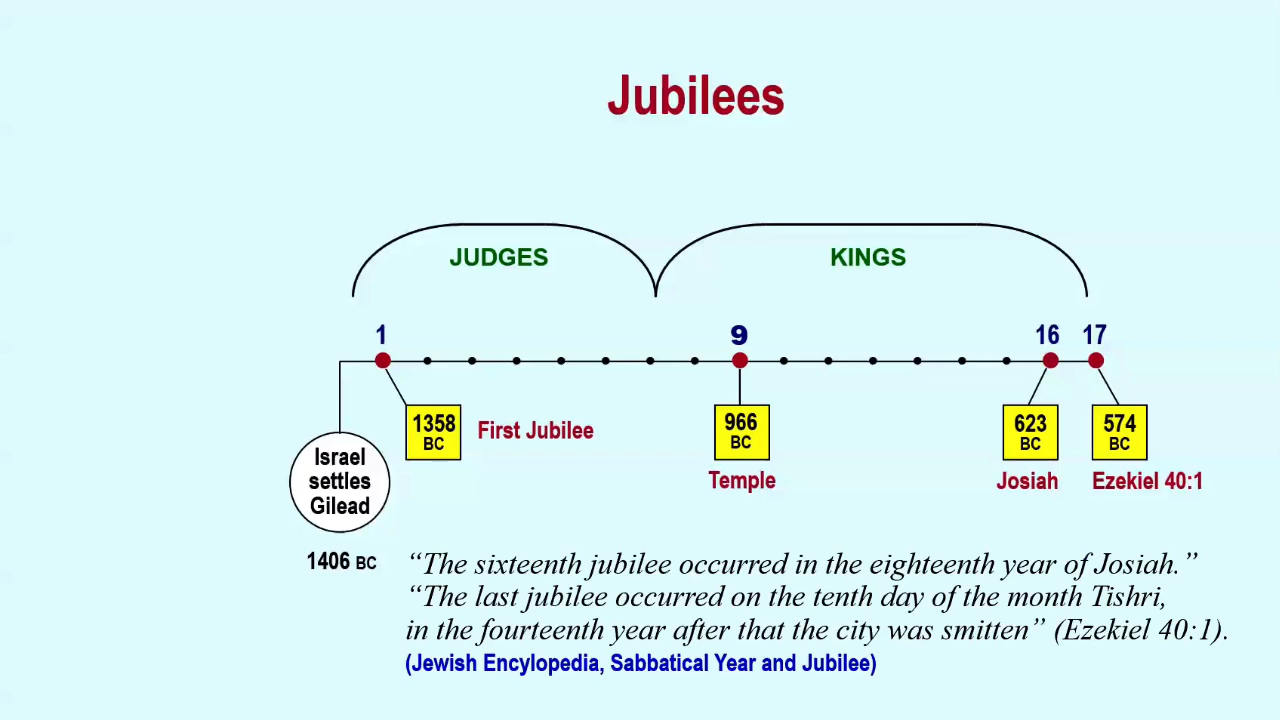 Jubilees
JUDGES
KINGS
1
9
16
17
1358
BC
First Jubilee
966
BC
Temple
623
BC
Josiah
574
BC
Ezekiel 40:1
Israel
settles
Gilead
1406 BC
“The sixteenth jubilee occurred in the eighteenth year of Josiah.”
“The last jubilee occurred on the tenth day of the month Tishri,
in the fourteenth year after that the city was smitten” (Ezekiel 40:1).
(Jewish Encylopedia, Sabbatical Year and Jubilee)